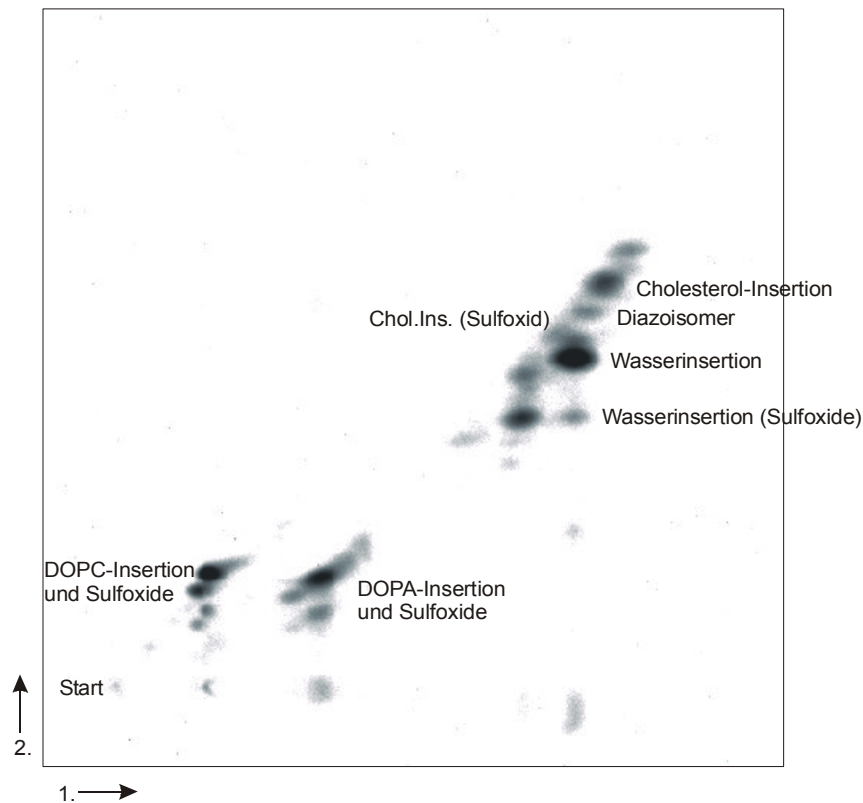 Cholesterol-Insertion
Chol.Ins. (Sulfoxid)
Diazoisomer
Wasserinsertion
Wasserinsertion (Sulfoxide)
DOPC-Insertion
und Sulfoxide
DOPA-Insertion
und Sulfoxide
Start
2.
1.